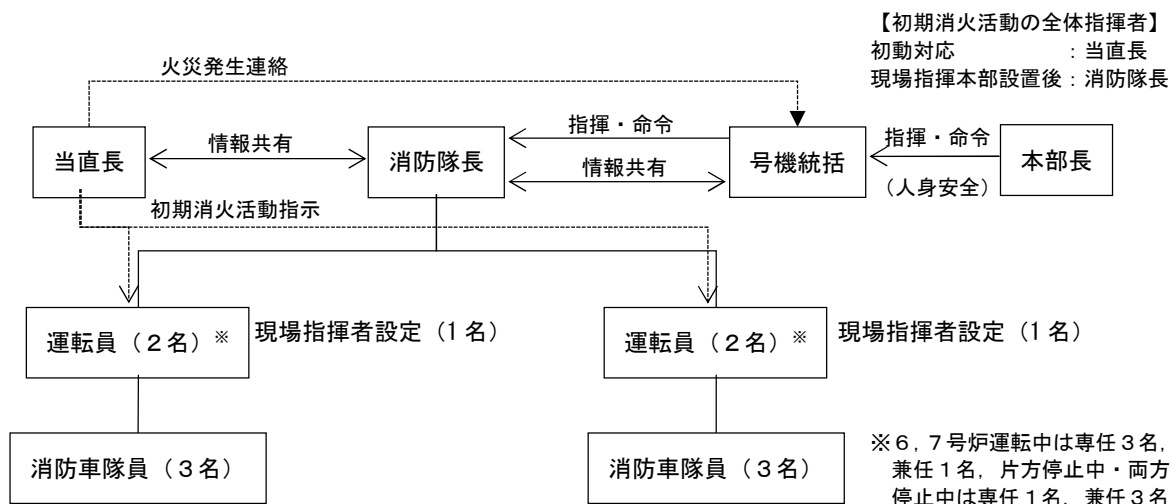 【初期消火活動の全体指揮者】
初動対応　　　　　：当直長
現場指揮本部設置後：消防隊長
火災発生連絡
当直長
情報共有
消防隊長
指揮・命令
情報共有
号機統括
指揮・命令
（人身安全）
本部長
初期消火活動指示
運転員（２名）※
現場指揮者設定（１名）
運転員（２名）※
現場指揮者設定（１名）
消防車隊員（３名）
消防車隊員（３名）
※６，７号炉運転中は専任３名，
兼任１名，片方停止中・両方
停止中は専任１名，兼任３名